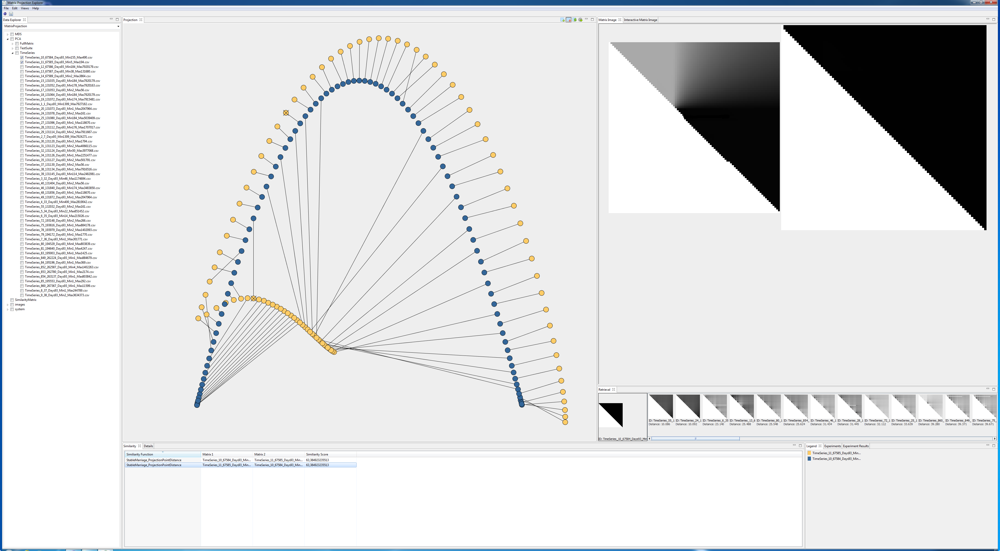 Matrix Projection Explorer
File Edit Views Help
Data Explorer
MatrixProjection
MDS
PCA
FullMatrix
TestSuite
TimeSeries
TimeSeries_10_67584_Days93_Min155_Max490.csv
TimeSeries_11_67585_Days93_Min5_Max194.csv
TimeSeries_12_67586_Days93_Min184_Max7920179.csv
TimeSeries_13_67587_Days93_Min38_Max131680.csv
TimeSeries_14_67589_Days93_Min2_Max3864.csv
TimeSeries_15_131035_Days93_Min184_Max7920179.csv
TimeSeries_16_131052_Days93_Min178_Max7920163.csv
TimeSeries_17_131053_Days93_Min2_Max56.csv
TimeSeries_18_131064_Days93_Min184_Max7920179.csv
TimeSeries_19_131072_Days93_Min174_Max7915481.csv
TimeSeries_1_1_Days93_Min1309_Max7927182.csv
TimeSeries_20_131073_Days93_Min1_Max2047964.csv
TimeSeries_24_131078_Days93_Min2_Max161.csv
TimeSeries_25_131080_Days93_Min184_Max5039409.csv
TimeSeries_27_131096_Days93_Min1_Max118670.csv
TimeSeries_28_131112_Days93_Min176_Max1707017.csv
TimeSeries_29_131114_Days93_Min2_Max7911667.csv
TimeSeries_2_7_Days93_Min1309_Max7924271.csv
TimeSeries_30_131120_Days93_Min3_Max1794.csv
TimeSeries_31_131123_Days93_Min2_Max4066115.csv
TimeSeries_32_131124_Days93_Min50_Max3977068.csv
TimeSeries_34_131126_Days93_Min1_Max2251477.csv
TimeSeries_35_131127_Days93_Min2_Max501791.csv
TimeSeries_37_131130_Days93_Min2_Max56.csv
TimeSeries_38_131134_Days93_Min1_Max7916516.csv
TimeSeries_39_131145_Days93_Min114_Max2482081.csv
TimeSeries_3_32_Days93_Min46_Max1174694.csv
TimeSeries_40_131404_Days93_Min2_Max56.csv
TimeSeries_46_131840_Days93_Min174_Max3483850.csv
TimeSeries_48_131856_Days93_Min1_Max118670.csv
TimeSeries_49_131872_Days93_Min1_Max2047964.csv
TimeSeries_4_33_Days93_Min400_Max2819042.csv
TimeSeries_55_132032_Days93_Min2_Max161.csv
TimeSeries_5_34_Days93_Min22_Max851452.csv
TimeSeries_6_35_Days93_Min14_Max215026.csv
TimeSeries_72_193148_Days93_Min2_Max266.csv
TimeSeries_75_193616_Days93_Min1_Max884178.csv
TimeSeries_78_193979_Days93_Min2_Max1402093.csv
TimeSeries_79_194172_Days93_Min1_Max1770.csv
TimeSeries_7_36_Days93_Min1_Max301771.csv
TimeSeries_80_194529_Days93_Min4_Max803839.csv
TimeSeries_81_194640_Days93_Min1_Max4247.csv
TimeSeries_83_195003_Days93_Min1_Max1425.csv
TimeSeries_849_262224_Days93_Min1_Max884679.csv
TimeSeries_84_195196_Days93_Min1_Max369.csv
TimeSeries_852_262587_Days93_Min4_Max1402263.csv
TimeSeries_853_262780_Days93_Min1_Max2174.csv
TimeSeries_854_263137_Days93_Min1_Max803842.csv
TimeSeries_85_195553_Days93_Min1_Max292.csv
TimeSeries_860_267367_Days93_Min1_Max11599.csv
TimeSeries_8_37_Days93_Min1_Max244789.csv
TimeSeries_9_38_Days93_Min2_Max3634373.csv
SimilarityMatrix
images
system
Projection
Matrix Image Interactive Matrix Image
Retrieval
ID: TimeSeries_55_1 ID: TimeSeries_24_1 ID: TimeSeries_6_35 ID: TimeSeries_13_6 ID: TimeSeries_80_1 ID: TimeSeries_854_ ID: TimeSeries_46_1 ID: TimeSeries_28_1 ID: TimeSeries_72_1 ID: TimeSeries_25_1 ID: TimeSeries_860_ ID: TimeSeries_849_ ID: TimeSeries_75_
Distance: 10.086 Distance: 10.092 Distance: 23.140 Distance: 25.488 Distance: 25.548 Distance: 25.624 Distance: 31.434 Distance: 31.445 Distance: 32.112 Distance: 33.639 Distance: 39.280 Distance: 39.371 Distance: 39.671
ID: TimeSeries_10_67584_Days93_Min
Similarity Details
Similiarity Function Matrix 1 Matrix 2 Similiarity Score
StableMarriage_ProjectionPointDistance TimeSeries_10_67584_Days93_Min... TimeSeries_11_67585_Days93_Min... 63,384923235513
StableMarriage_ProjectionPointDistance TimeSeries_11_67585_Days93_Min... TimeSeries_10_67584_Days93_Min... 63,384923235513
Legend Experiments Experiment Results
TimeSeries_11_67585_Days93_Min...
TimeSeries_10_67584_Days93_Min...